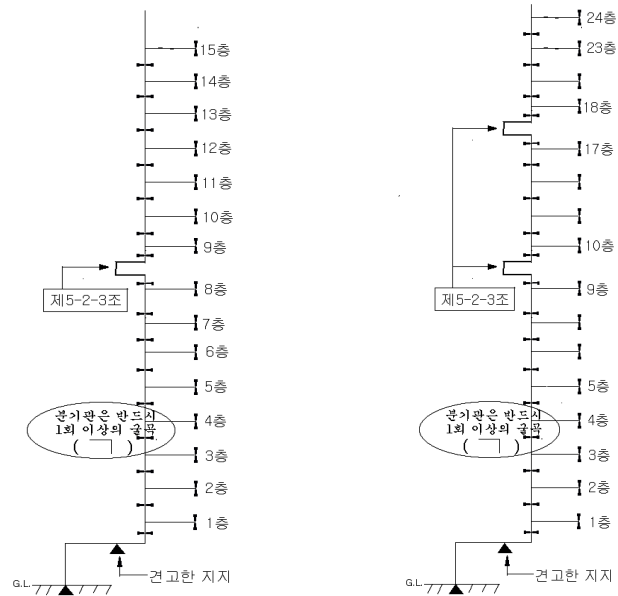 15층
14층
13층
12층
11층
10층
9층
제5-2-3조
8층
7층
6층
5층
분기관은 반드시
1회 이상의 굴곡
( )
4층
3층
2층
1층
견고한 지지
G.L.
24층
23층
18층
17층
10층
제5-2-3조
9층
5층
분기관은 반드시
1회 이상의 굴곡
( )
4층
3층
2층
1층
견고한 지지
G.L.